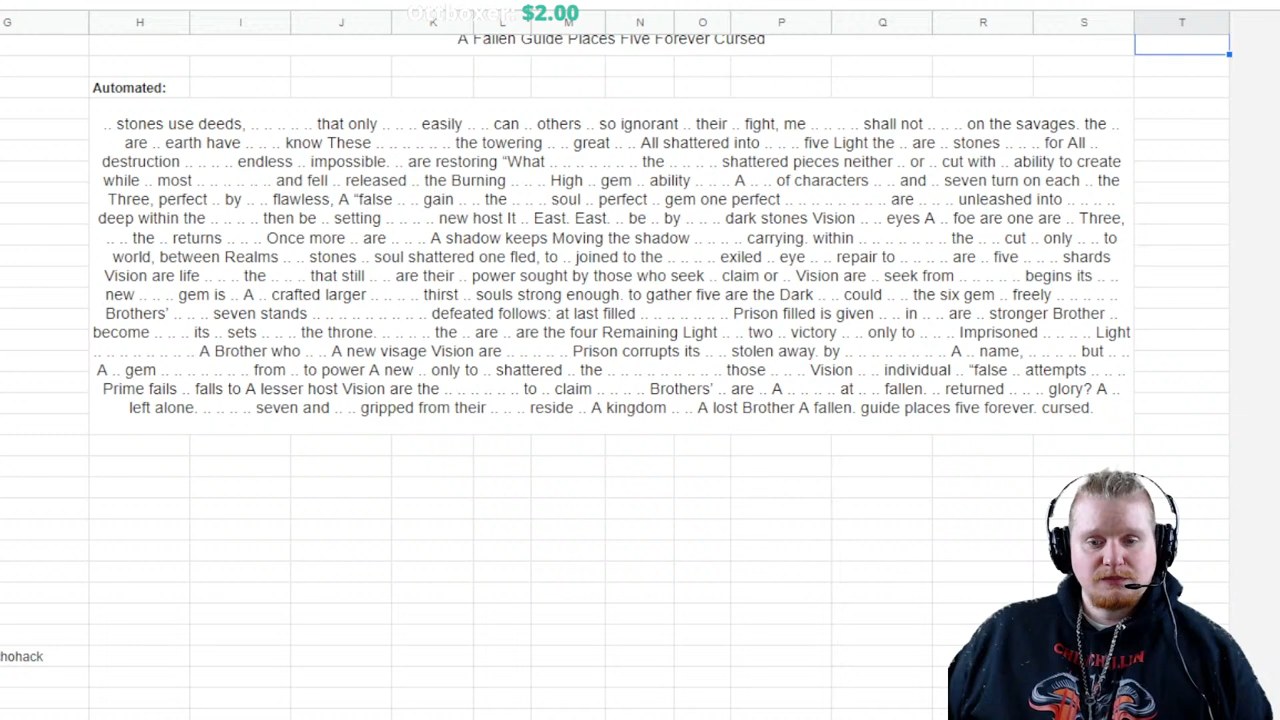 Offboxer: $2.00
G H I J K L M N O P Q R S T
A Fallen Guide Places Five Forever Cursed
Automated:
.. stones use deeds, .. .. .. .. that only .. .. .. easily .. .. can .. others .. so ignorant .. their .. fight, me .. .. .. shall not .. .. .. on the savages. the ..
are .. earth have .. .. .. know These .. .. .. .. .. the towering .. .. great .. .. All shattered into .. .. .. five Light the .. are .. stones .. .. .. for All ..
destruction .. .. .. .. endless .. impossible. .. are restoring “What .. .. .. .. the .. .. .. shattered pieces neither .. or .. cut with .. ability to create
while .. most .. .. .. .. .. and fell .. released .. the Burning .. .. High .. gem .. ability .. .. A .. .. of characters .. .. and .. seven turn on each .. the
Three, perfect .. by .. .. flawless, A “false .. .. gain .. .. the .. .. soul .. perfect .. gem one perfect .. .. .. .. .. .. are .. .. unleashed into .. .. ..
deep within the .. .. .. then be .. setting .. .. .. new host It .. East. East. .. be .. by .. .. dark stones Vision .. .. eyes A .. foe are one are .. Three,
.. .. the .. returns .. .. .. Once more .. are .. .. A shadow keeps Moving the shadow .. .. .. .. carrying. within .. .. .. .. .. the .. .. cut .. only .. .. to
world, between Realms .. .. stones .. soul shattered one fled, to .. joined to the .. .. .. exiled .. eye .. repair to .. .. .. .. are .. five .. .. shards
Vision are life .. .. .. the .. .. .. that still .. .. are their .. power sought by those who seek .. claim or .. Vision are .. seek from .. .. .. .. begins its ..
new .. .. .. gem is .. A .. crafted larger .. .. .. .. thirst .. souls strong enough. to gather five are the Dark .. .. could .. .. the six gem .. freely .. .. .. ..
Brothers’ .. .. .. seven stands .. .. .. .. .. .. defeated follows: at last filled .. .. .. .. .. Prison filled is given .. .. in .. .. are .. stronger Brother ..
become .. .. its .. sets .. .. .. the throne. .. .. .. the .. are .. are the four Remaining Light .. .. two .. victory .. only to .. .. Imprisoned .. .. Light
.. .. .. .. .. .. .. .. A Brother who .. .. A new visage Vision are .. .. .. .. Prison corrupts its .. .. stolen away. by .. .. .. .. .. .. A .. name, .. .. .. but .. ..
A .. gem .. .. .. .. .. .. from .. to power A new .. only to .. shattered .. the .. .. .. .. .. .. those .. .. Vision .. .. individual .. “false .. attempts .. ..
Prime fails .. falls to A lesser host Vision are the .. .. .. .. .. to .. claim .. .. .. Brothers’ .. are .. A .. .. .. at .. fallen. .. returned .. .. glory? A ..
left alone. .. .. .. seven and .. .. gripped from their .. .. .. reside .. A kingdom .. .. A lost Brother A fallen. guide places five forever. cursed.
hohack